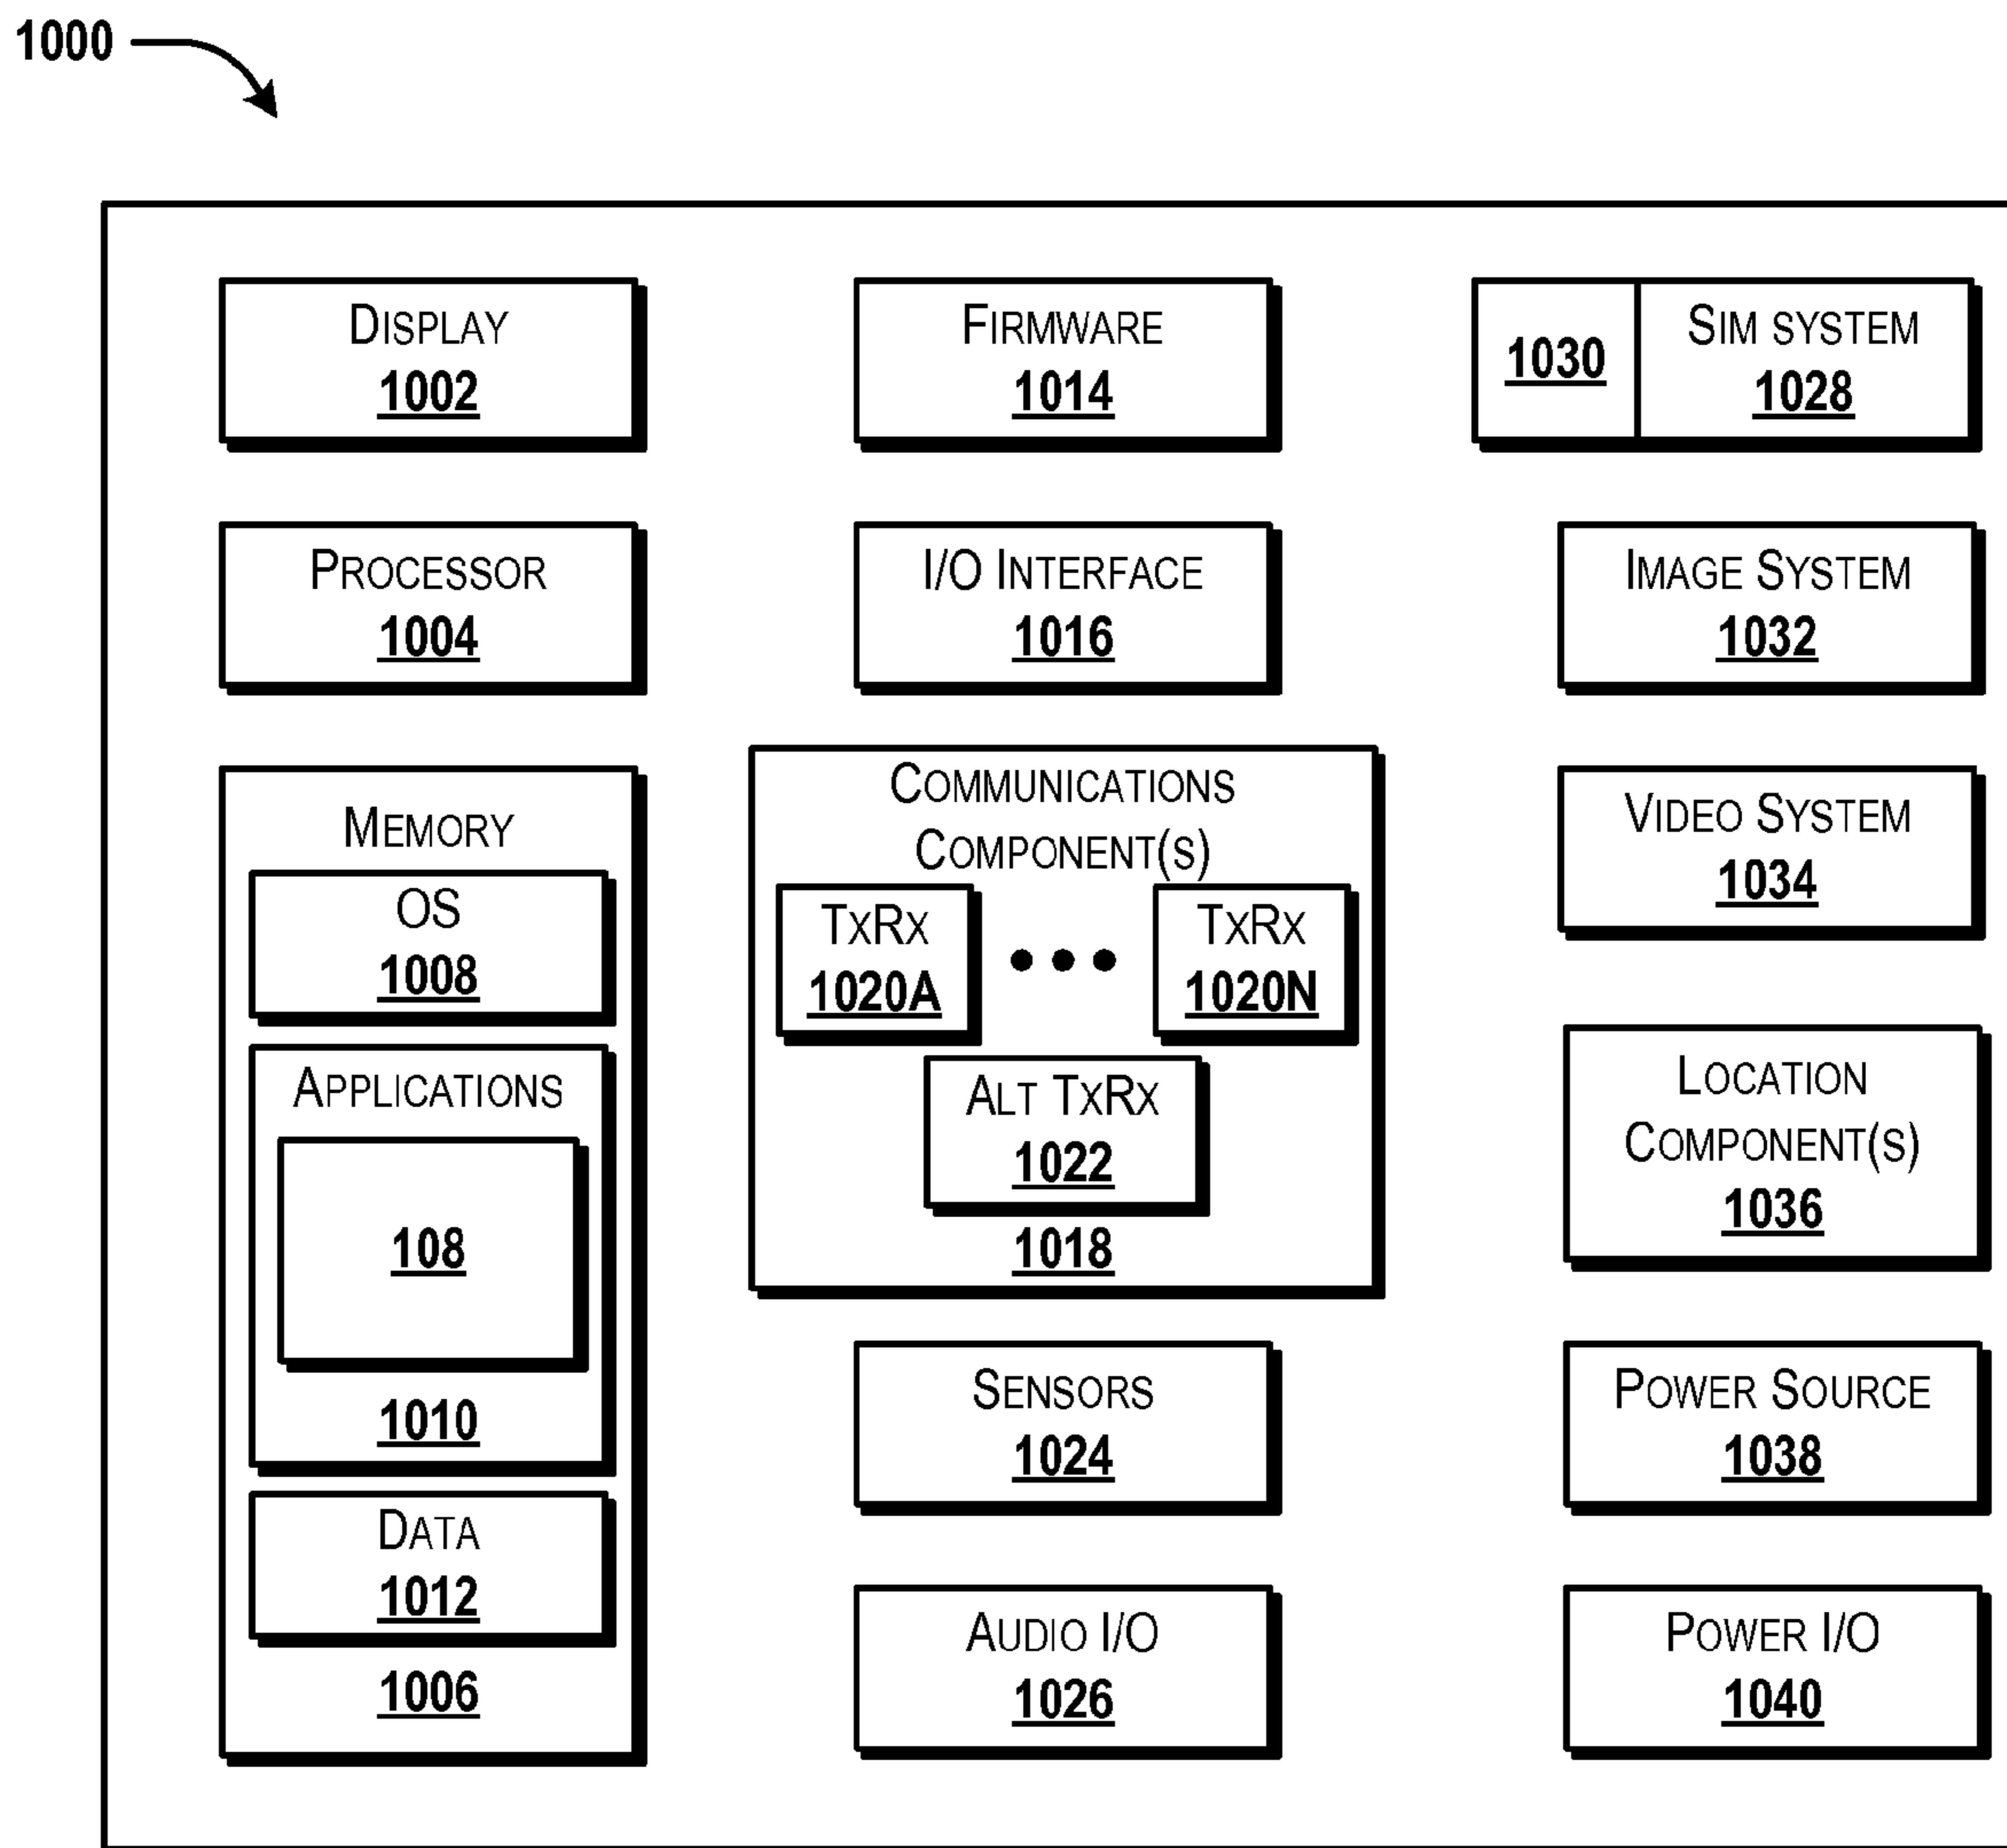 1000
DISPLAY
1002
PROCESSOR
1004
MEMORY
OS
1008
APPLICATIONS
108
1010
DATA
1012
1006
FIRMWARE
1014
I/O INTERFACE
1016
COMMUNICATIONS
COMPONENT(S)
TXRX
1020A
TXRX
1020N
ALT TXRX
1022
1018
SENSORS
1024
AUDIO I/O
1026
1030
SIM SYSTEM
1028
IMAGE SYSTEM
1032
VIDEO SYSTEM
1034
LOCATION
COMPONENT(S)
1036
POWER SOURCE
1038
POWER I/O
1040